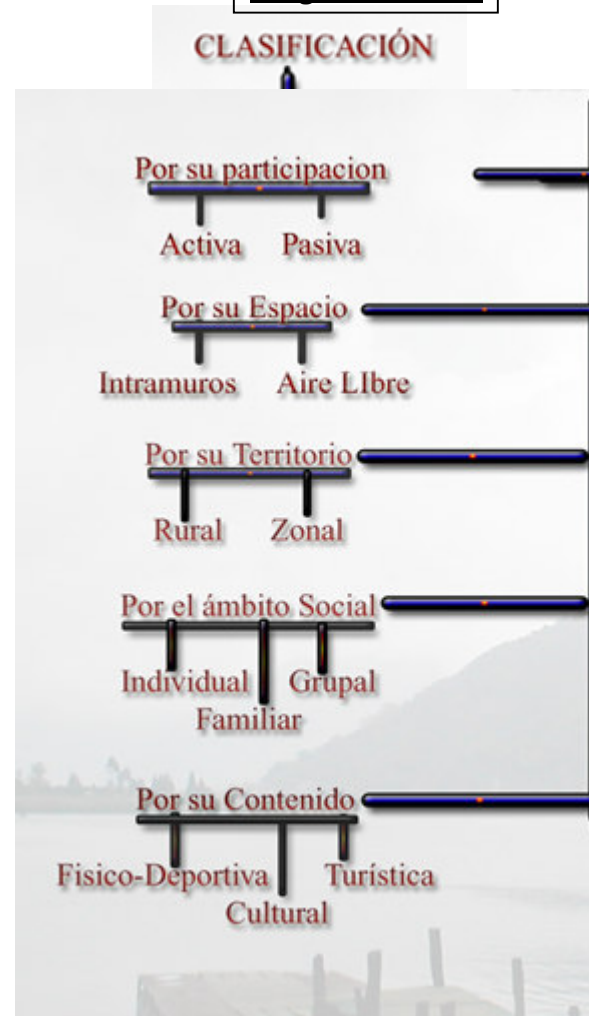 CLASIFICACIÓN
Por su participacion
Activa Pasiva
Por su Espacio
Intramuros Aire LIbre
Por su Territorio
Rural Zonal
Por el ámbito Social
Individual Grupal
Familiar
Por su Contenido
Fisico-Deportiva Turística
Cultural